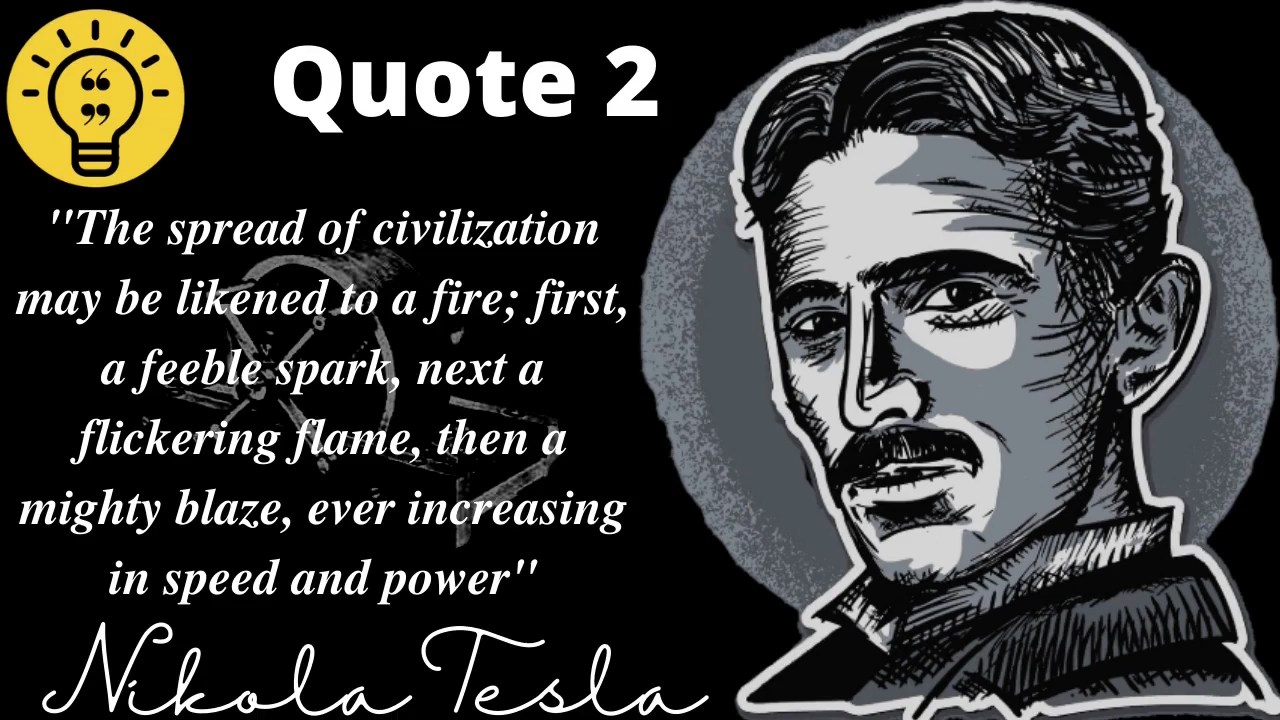 Quote 2
"The spread of civilization
may be likened to a fire; first,
a feeble spark, next a
flickering flame, then a
mighty blaze, ever increasing
in speed and power"
Nikola Tesla